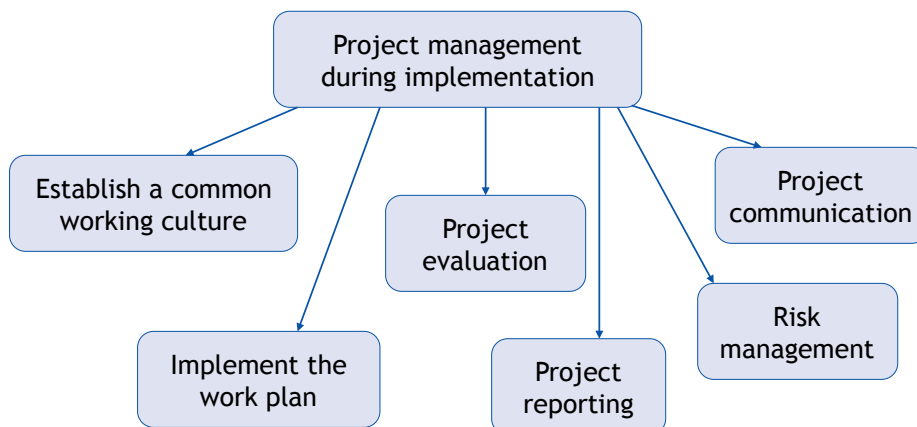 Project management
during implementation
Establish a common
working culture
Project
communication
Project
evaluation
Risk
management
Implement the
work plan
Project
reporting